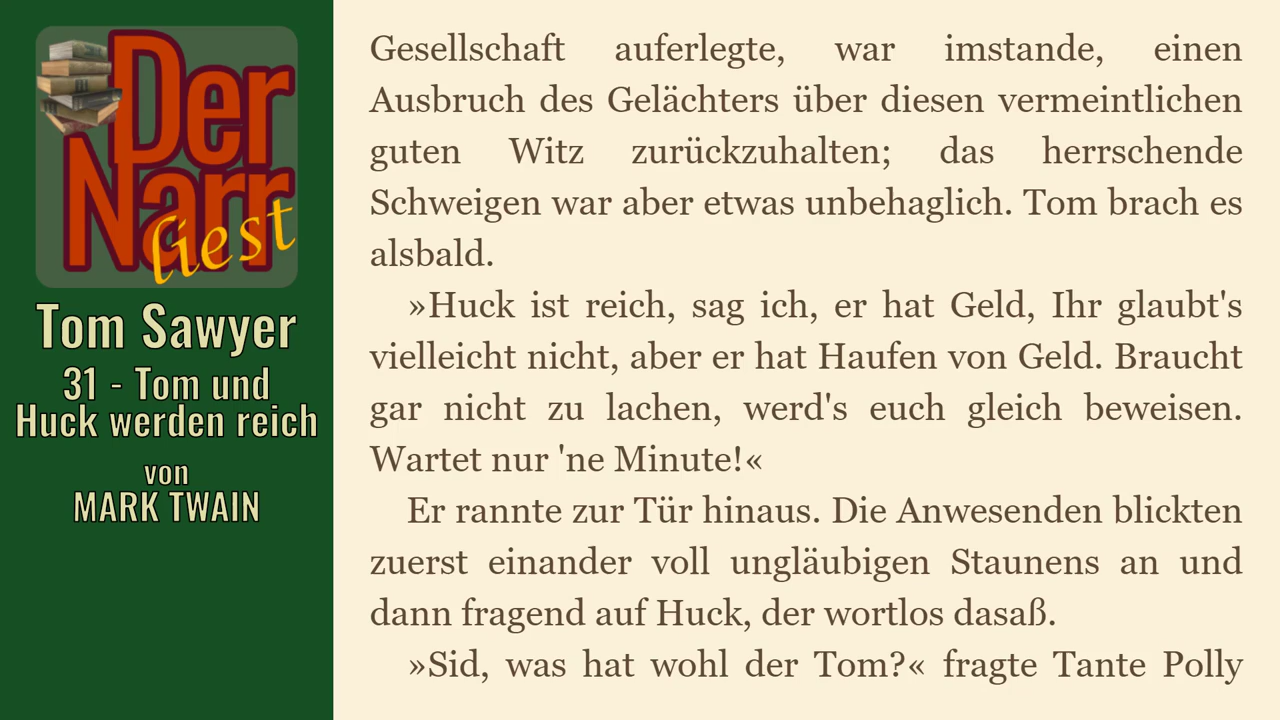 Der
Narr
liest
Tom Sawyer
31 - Tom und
Huck werden reich
von
MARK TWAIN
Gesellschaft auferlegte, war imstande, einen
Ausbruch des Gelächters über diesen vermeintlichen
guten Witz zurückzuhalten; das herrschende
Schweigen war aber etwas unbehaglich. Tom brach es
alsbald.
»Huck ist reich, sag ich, er hat Geld, Ihr glaubt's
vielleicht nicht, aber er hat Haufen von Geld. Braucht
gar nicht zu lachen, werd's euch gleich beweisen.
Wartet nur 'ne Minute!«
Er rannte zur Tür hinaus. Die Anwesenden blickten
zuerst einander voll ungläubigen Staunens an und
dann fragend auf Huck, der wortlos dasaß.
»Sid, was hat wohl der Tom?« fragte Tante Polly